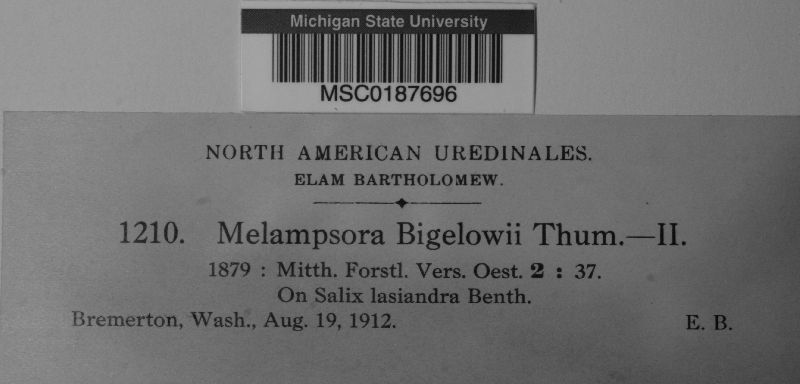 Michigan State University
MSC0187696
NORTH AMERICAN UREDINALES.
ELAM BARTHOLOMEW.
1210. Melampsora Bigelowii Thum.—II.
1879 : Mitth. Forstl. Vers. Oest. 2 : 37.
On Salix lasiandra Benth.
Bremerton, Wash., Aug. 19, 1912. E. B.